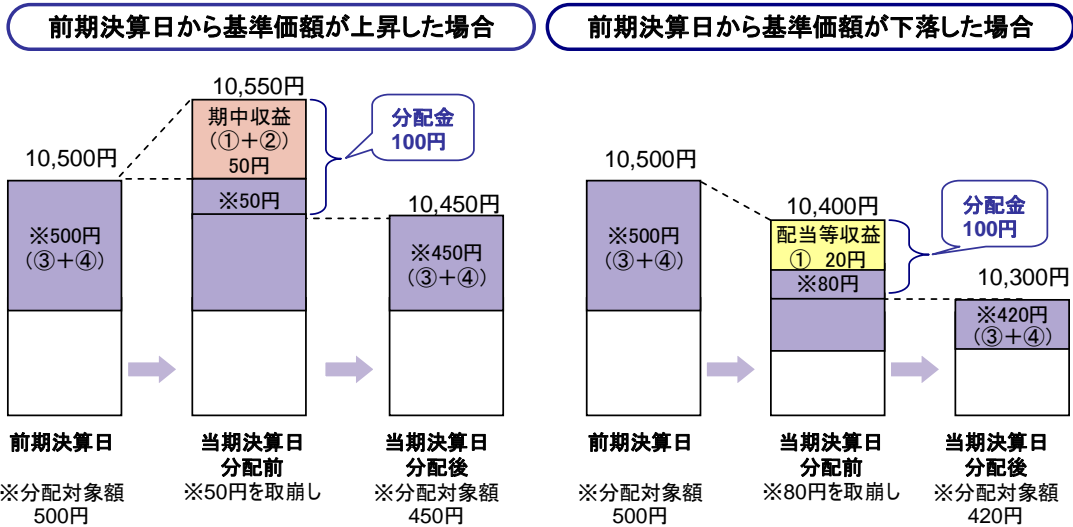 前期決算日から基準価額が上昇した場合
10,550円
期中収益
(①＋②)
50円
分配金
100円
10,500円
※50円
10,450円
※500円
(③＋④)
※450円
(③＋④)
前期決算日
当期決算日
分配前
当期決算日
分配後
※分配対象額
500円
※50円を取崩し
※分配対象額
450円
前期決算日から基準価額が下落した場合
10,500円
10,400円
分配金
100円
※500円
(③＋④)
配当等収益
① 20円
※80円
10,300円
※420円
(③＋④)
前期決算日
当期決算日
分配前
当期決算日
分配後
※分配対象額
500円
※80円を取崩し
※分配対象額
420円